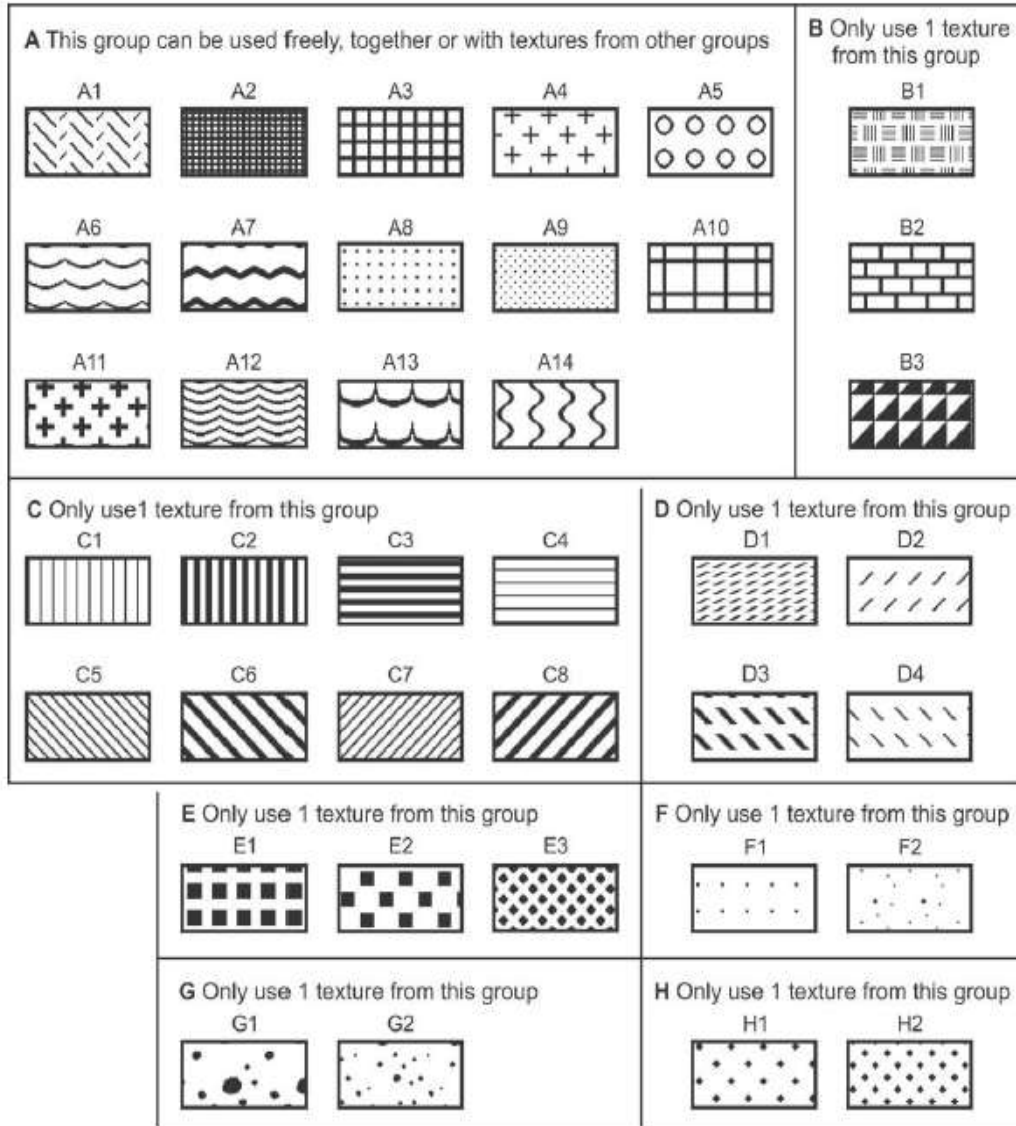 A This group can be used freely, together or with textures from other groups
A1 A2 A3 A4 A5
A6 A7 A8 A9 A10
A11 A12 A13 A14
B Only use 1 texture
from this group
B1
B2
B3
C Only use1 texture from this group
C1 C2 C3 C4
C5 C6 C7 C8
D Only use 1 texture from this group
D1 D2
D3 D4
E Only use 1 texture from this group
E1 E2 E3
F Only use 1 texture from this group
F1 F2
G Only use 1 texture from this group
G1 G2
H Only use 1 texture from this group
H1 H2